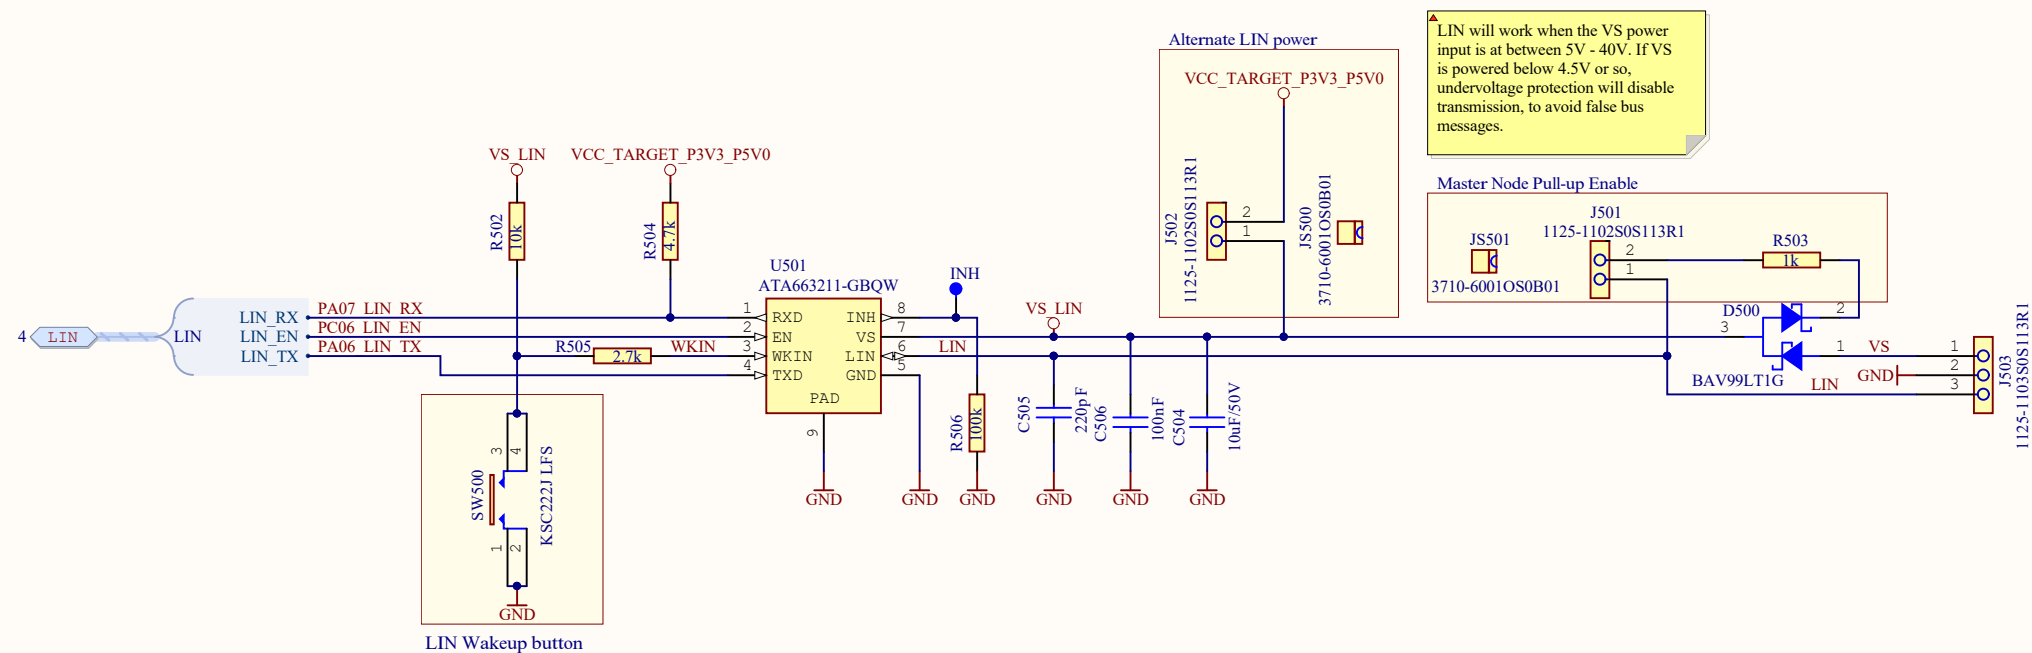 LIN will work when the VS power
input is at between 5V - 40V. If VS
is powered below 4.5V or so,
undervoltage protection will disable
transmission, to avoid false bus
messages.
Alternate LIN power
VCC_TARGET_P3V3_P5V0
J502
1125-1102S0S113R1
2
1
JS500
3710-6001OS0B01
Master Node Pull-up Enable
JS501
3710-6001OS0B01
J501
1125-1102S0S113R1
2
1
R503
1k
VS_LIN
VCC_TARGET_P3V3_P5V0
R502
10k
R504
4.7k
4
LIN
LIN
LIN_RX
LIN_EN
LIN_TX
PA07_LIN_RX
PC06_LIN_EN
PA06_LIN_TX
R505
2.7k
WKIN
U501
ATA663211-GBQW
1
2
3
4
RXD
EN
WKIN
TXD
INH
VS
LIN
GND
PAD
8
7
6
5
9
GND
GND
INH
LIN
R506
100k
GND
VS_LIN
C505
220pF
GND
C506
100nF
GND
C504
10uF/50V
GND
D500
3
2
1
BAV99LT1G
VS
GND
LIN
1
2
3
J503
1125-1103S0S113R1
SW500
KSC222J LFS
3
4
1
2
GND
LIN Wakeup button